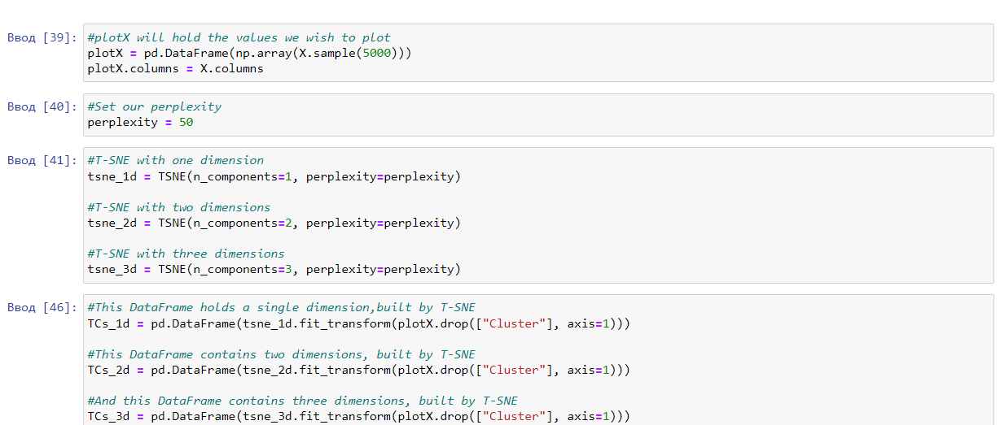 Ввод [39]: #plotX will hold the values we wish to plot
plotX = pd.DataFrame(np.array(X.sample(5000)))
plotX.columns = X.columns
Ввод [40]: #Set our perplexity
perplexity = 50
Ввод [41]: #T-SNE with one dimension
tsne_1d = TSNE(n_components=1, perplexity=perplexity)
#T-SNE with two dimensions
tsne_2d = TSNE(n_components=2, perplexity=perplexity)
#T-SNE with three dimensions
tsne_3d = TSNE(n_components=3, perplexity=perplexity)
Ввод [46]: #This DataFrame holds a single dimension,built by T-SNE
TCs_1d = pd.DataFrame(tsne_1d.fit_transform(plotX.drop(["Cluster"], axis=1)))
#This DataFrame contains two dimensions, built by T-SNE
TCs_2d = pd.DataFrame(tsne_2d.fit_transform(plotX.drop(["Cluster"], axis=1)))
#And this DataFrame contains three dimensions, built by T-SNE
TCs_3d = pd.DataFrame(tsne_3d.fit_transform(plotX.drop(["Cluster"], axis=1)))